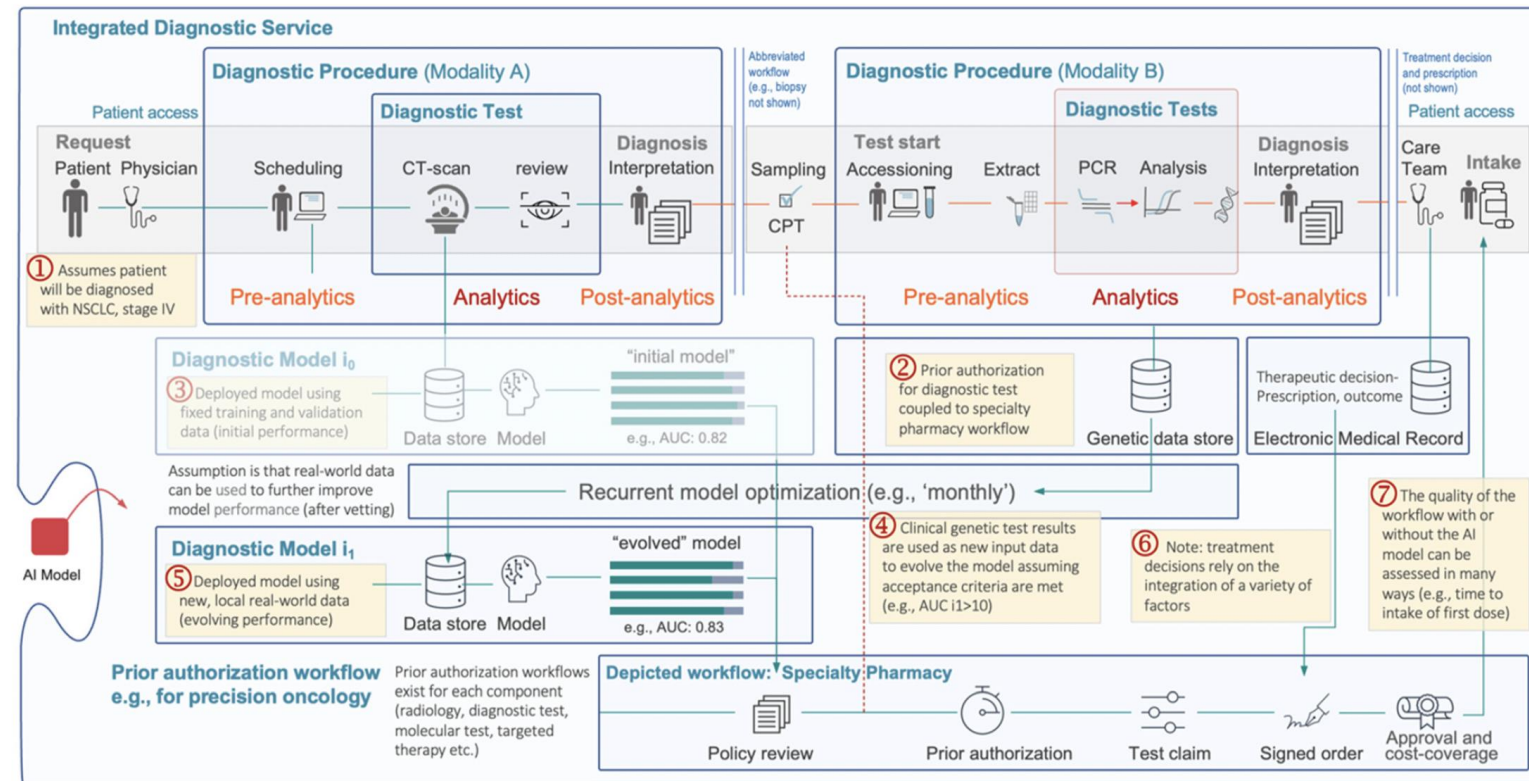 Integrated Diagnostic Service
Diagnostic Procedure (Modality A)
Abbreviated
workflow
(e.g., biopsy
not shown)
Diagnostic Procedure (Modality B)
Treatment decision
and prescription
(not shown)
Patient access
Diagnostic Test
Diagnostic Tests
Patient access
Request
Patient Physician
Scheduling
CT-scan
review
Diagnosis
Interpretation
Sampling
CPT
Test start
Accessioning
Extract
PCR
Analysis
Diagnosis
Interpretation
Care
Team
Intake
① Assumes patient
will be diagnosed
with NSCLC, stage IV
Pre-analytics
Analytics
Post-analytics
Pre-analytics
Analytics
Post-analytics
Diagnostic Model i0
③ Deployed model using
fixed training and validation
data (initial performance)
Data store
Model
"initial model"
e.g., AUC: 0.82
② Prior authorization
for diagnostic test
coupled to specialty
pharmacy workflow
Genetic data store
Therapeutic decision-
Prescription, outcome
Electronic Medical Record
Assumption is that real-world data
can be used to further improve
model performance (after vetting)
Recurrent model optimization (e.g., 'monthly')
AI Model
Diagnostic Model i1
⑤ Deployed model using
new, local real-world data
(evolving performance)
Data store
Model
"evolved" model
e.g., AUC: 0.83
④ Clinical genetic test results
are used as new input data
to evolve the model assuming
acceptance criteria are met
(e.g., AUC i1>10)
⑥ Note: treatment
decisions rely on the
integration of a variety of
factors
⑦ The quality of the
workflow with or
without the AI
model can be
assessed in many
ways (e.g., time to
intake of first dose)
Prior authorization workflow
e.g., for precision oncology
Prior authorization workflows
exist for each component
(radiology, diagnostic test,
molecular test, targeted
therapy etc.)
Depicted workflow: Specialty Pharmacy
Policy review
Prior authorization
Test claim
Signed order
Approval and
cost-coverage